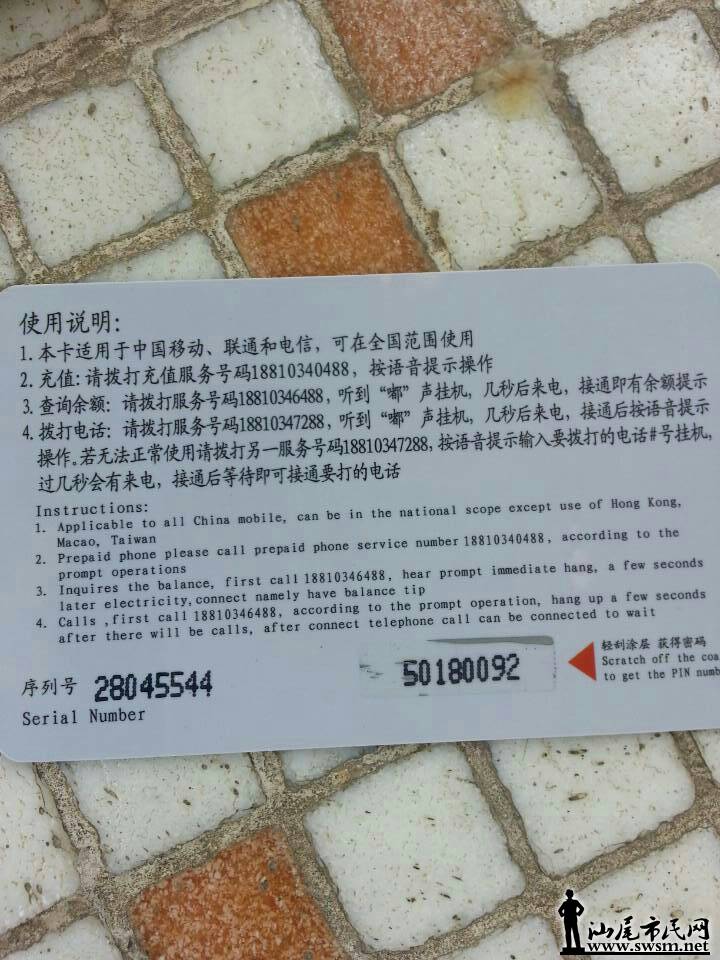 使用说明：
1. 本卡适用于中国移动、联通和电信，可在全国范围使用
2. 充值：请拨打充值服务号码18810340488，按语音提示操作
3. 查询余额：请拨打服务号码18810346488，听到“嘟”声挂机，几秒后来电，接通即有余额提示
4. 拨打电话：请拨打服务号码18810347288，听到“嘟”声挂机，几秒后来电，接通后按语音提示
操作。若无法正常使用请拨打另一服务号码18810347288，按语音提示输入要拨打的电话#号挂机，
过几秒会有来电，接通后等待即可接通要打的电话
Instructions:
1. Applicable to all China mobile, can be in the national scope except use of Hong Kong,
Macao, Taiwan
2. Prepaid phone please call prepaid phone service number 18810340488, according to the
prompt operations
3. Inquires the balance, first call 18810346488, hear prompt immediate hang, a few seconds
later electricity,connect namely have balance tip
4. Calls ,first call 18810346488, according to the prompt operation, hang up a few seconds
after there will be calls, after connect telephone call can be connected to wait
序列号 28045544
Serial Number
50180092
轻刮涂层 获得密码
Scratch off the coa
to get the PIN numb
汕尾市民网
www.swsm.net